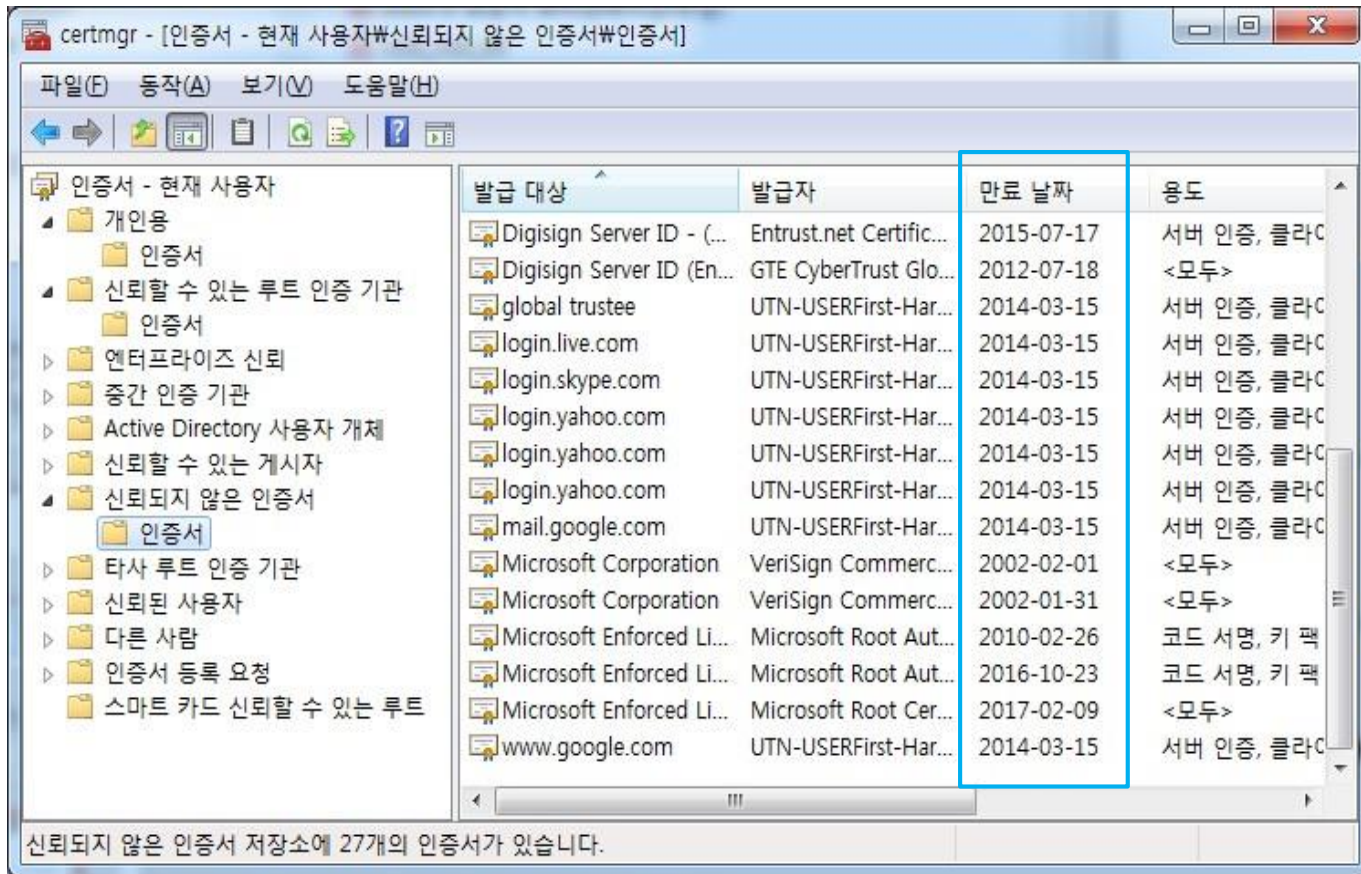 certmgr - [인증서 - 현재 사용자₩신뢰되지 않은 인증서₩인증서]
파일(F) 동작(A) 보기(V) 도움말(H)
인증서 - 현재 사용자
개인용
인증서
신뢰할 수 있는 루트 인증 기관
인증서
엔터프라이즈 신뢰
중간 인증 기관
Active Directory 사용자 개체
신뢰할 수 있는 게시자
신뢰되지 않은 인증서
인증서
타사 루트 인증 기관
신뢰된 사용자
다른 사람
인증서 등록 요청
스마트 카드 신뢰할 수 있는 루트
발급 대상 발급자 만료 날짜 용도
Digisign Server ID - (... Entrust.net Certific... 2015-07-17 서버 인증, 클라이
Digisign Server ID (En... GTE CyberTrust Glo... 2012-07-18 <모두>
global trustee UTN-USERFirst-Har... 2014-03-15 서버 인증, 클라이
login.live.com UTN-USERFirst-Har... 2014-03-15 서버 인증, 클라이
login.skype.com UTN-USERFirst-Har... 2014-03-15 서버 인증, 클라이
login.yahoo.com UTN-USERFirst-Har... 2014-03-15 서버 인증, 클라이
login.yahoo.com UTN-USERFirst-Har... 2014-03-15 서버 인증, 클라이
login.yahoo.com UTN-USERFirst-Har... 2014-03-15 서버 인증, 클라이
mail.google.com UTN-USERFirst-Har... 2014-03-15 서버 인증, 클라이
Microsoft Corporation VeriSign Commerc... 2002-02-01 <모두>
Microsoft Corporation VeriSign Commerc... 2002-01-31 <모두>
Microsoft Enforced Li... Microsoft Root Aut... 2010-02-26 코드 서명, 키 팩
Microsoft Enforced Li... Microsoft Root Aut... 2016-10-23 코드 서명, 키 팩
Microsoft Enforced Li... Microsoft Root Cer... 2017-02-09 <모두>
www.google.com UTN-USERFirst-Har... 2014-03-15 서버 인증, 클라이
신뢰되지 않은 인증서 저장소에 27개의 인증서가 있습니다.